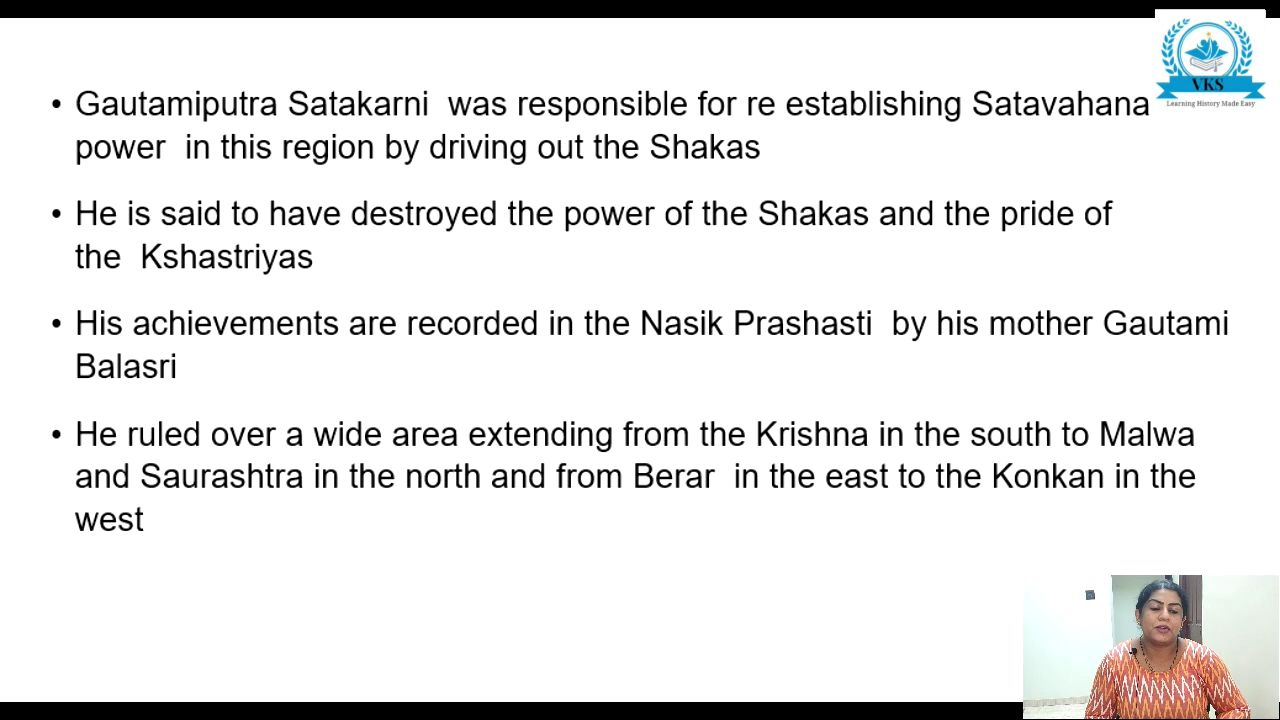 VKS
Learning History Made Easy
• Gautamiputra Satakarni  was responsible for re establishing Satavahana
power  in this region by driving out the Shakas
• He is said to have destroyed the power of the Shakas and the pride of
the  Kshastriyas
• His achievements are recorded in the Nasik Prashasti  by his mother Gautami
Balasri
• He ruled over a wide area extending from the Krishna in the south to Malwa
and Saurashtra in the north and from Berar  in the east to the Konkan in the
west